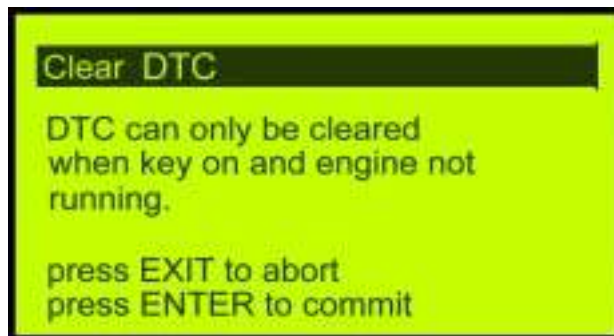 Clear DTC
DTC can only be cleared
when key on and engine not
running.
press EXIT to abort
press ENTER to commit